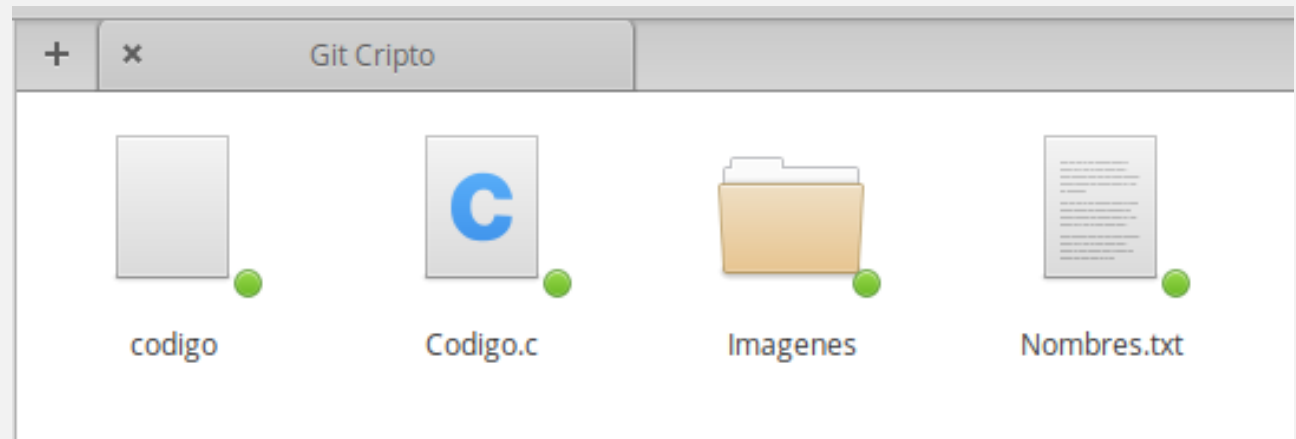 Git Cripto
C
codigo
Codigo.c
Imagenes
Nombres.txt